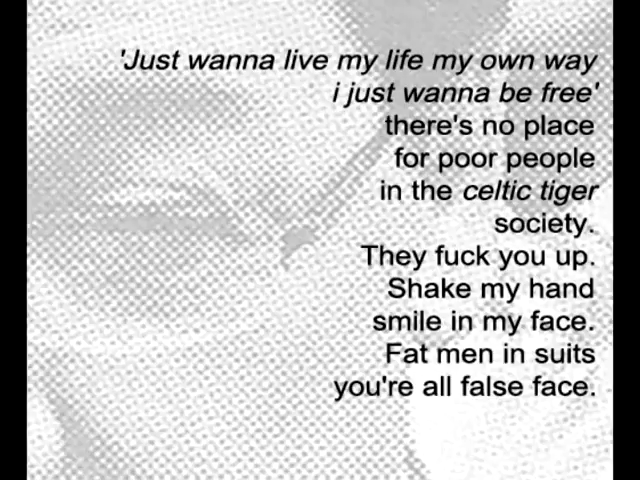 'Just wanna live my life my own way
i just wanna be free'
there's no place
for poor people
in the celtic tiger
society.
They fuck you up.
Shake my hand
smile in my face.
Fat men in suits
you're all false face.